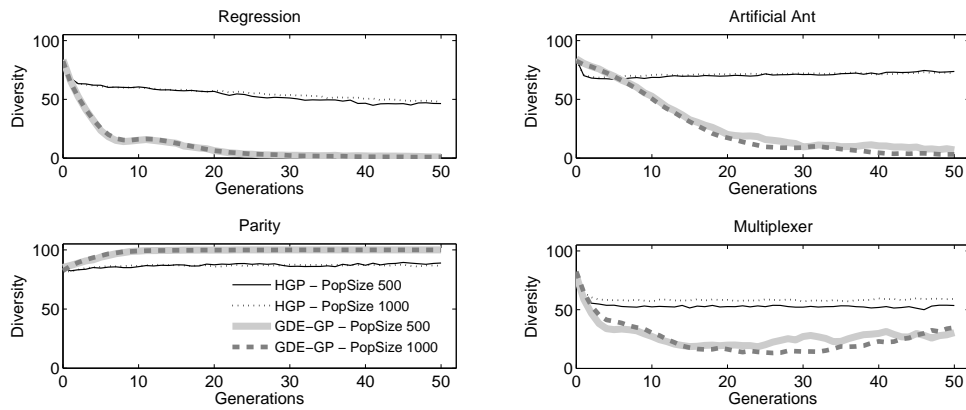 Regression
100
50
0
Diversity
0 10 20 30 40 50
Generations
Artificial Ant
100
50
0
Diversity
0 10 20 30 40 50
Generations
Parity
100
50
0
Diversity
HGP – PopSize 500
HGP – PopSize 1000
GDE–GP – PopSize 500
GDE–GP – PopSize 1000
0 10 20 30 40 50
Generations
Multiplexer
100
50
0
Diversity
0 10 20 30 40 50
Generations